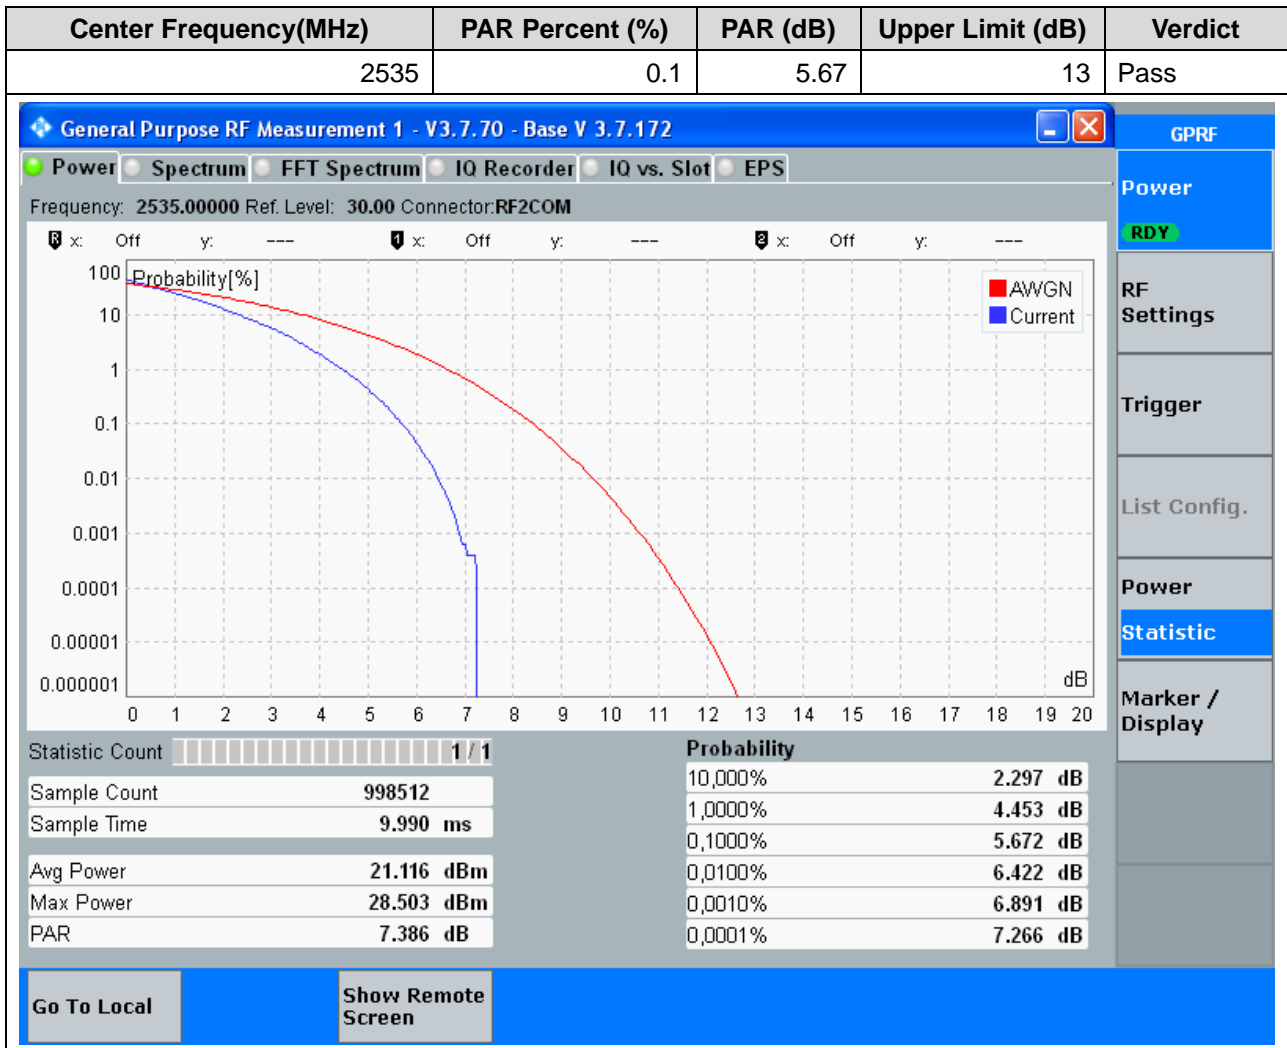 Center Frequency(MHz) PAR Percent (%) PAR (dB) Upper Limit (dB) Verdict
2535 0.1 5.67 13 Pass
General Purpose RF Measurement 1 - V3.7.70 - Base V 3.7.172
GPRF
Power Spectrum FFT Spectrum IQ Recorder IQ vs. Slot EPS
Power
RDY
Frequency: 2535.00000 Ref. Level: 30.00 Connector:RF2COM
R x: Off y: --- 1 x: Off y: --- 2 x: Off y: ---
Probability[%]
AWGN
Current
100
10
1
0.1
0.01
0.001
0.0001
0.00001
0.000001
dB
0 1 2 3 4 5 6 7 8 9 10 11 12 13 14 15 16 17 18 19 20
RF
Settings
Trigger
List Config.
Power
Statistic
Marker /
Display
Statistic Count 1 / 1
Sample Count 998512
Sample Time 9.990 ms
Avg Power 21.116 dBm
Max Power 28.503 dBm
PAR 7.386 dB
Probability
10,000% 2.297 dB
1,0000% 4.453 dB
0,1000% 5.672 dB
0,0100% 6.422 dB
0,0010% 6.891 dB
0,0001% 7.266 dB
Go To Local
Show Remote
Screen